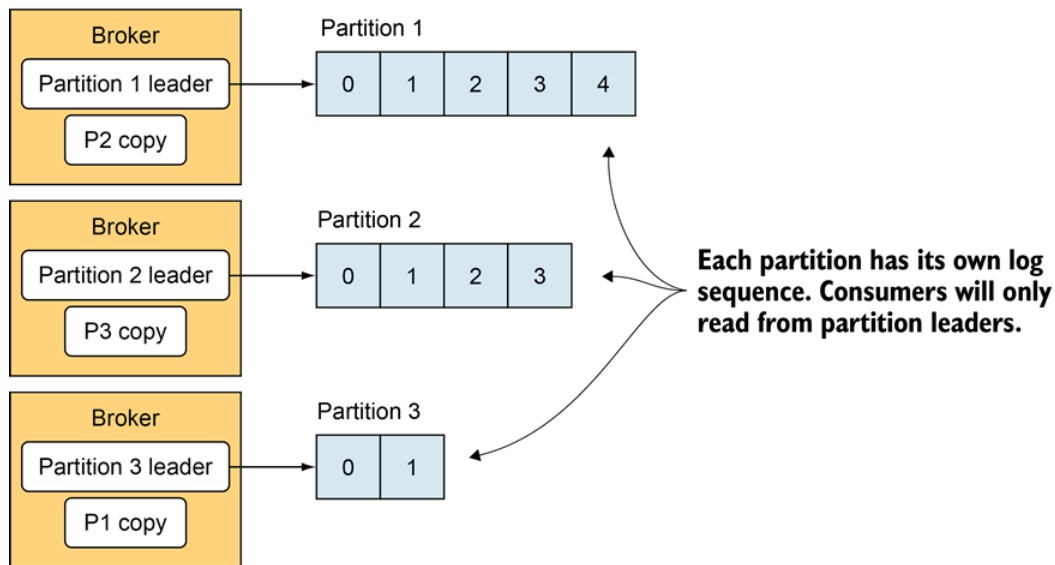 Broker
Partition 1 leader
P2 copy
Partition 1
0 1 2 3 4
Broker
Partition 2 leader
P3 copy
Partition 2
0 1 2 3
Each partition has its own log
sequence. Consumers will only
read from partition leaders.
Broker
Partition 3 leader
P1 copy
Partition 3
0 1